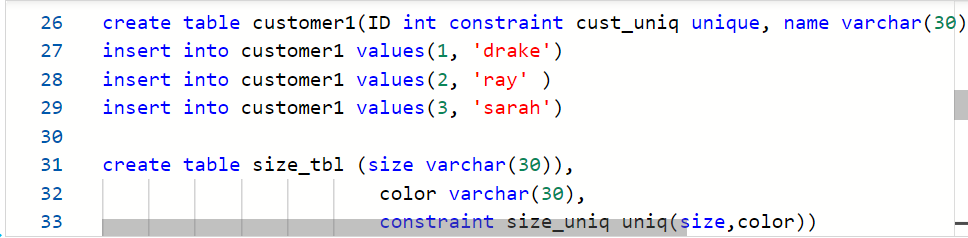 26 create table customer1(ID int constraint cust_uniq unique, name varchar(30)
27 insert into customer1 values(1, 'drake')
28 insert into customer1 values(2, 'ray' )
29 insert into customer1 values(3, 'sarah')
30
31 create table size_tbl (size varchar(30)),
32 color varchar(30),
33 constraint size_uniq uniq(size,color))